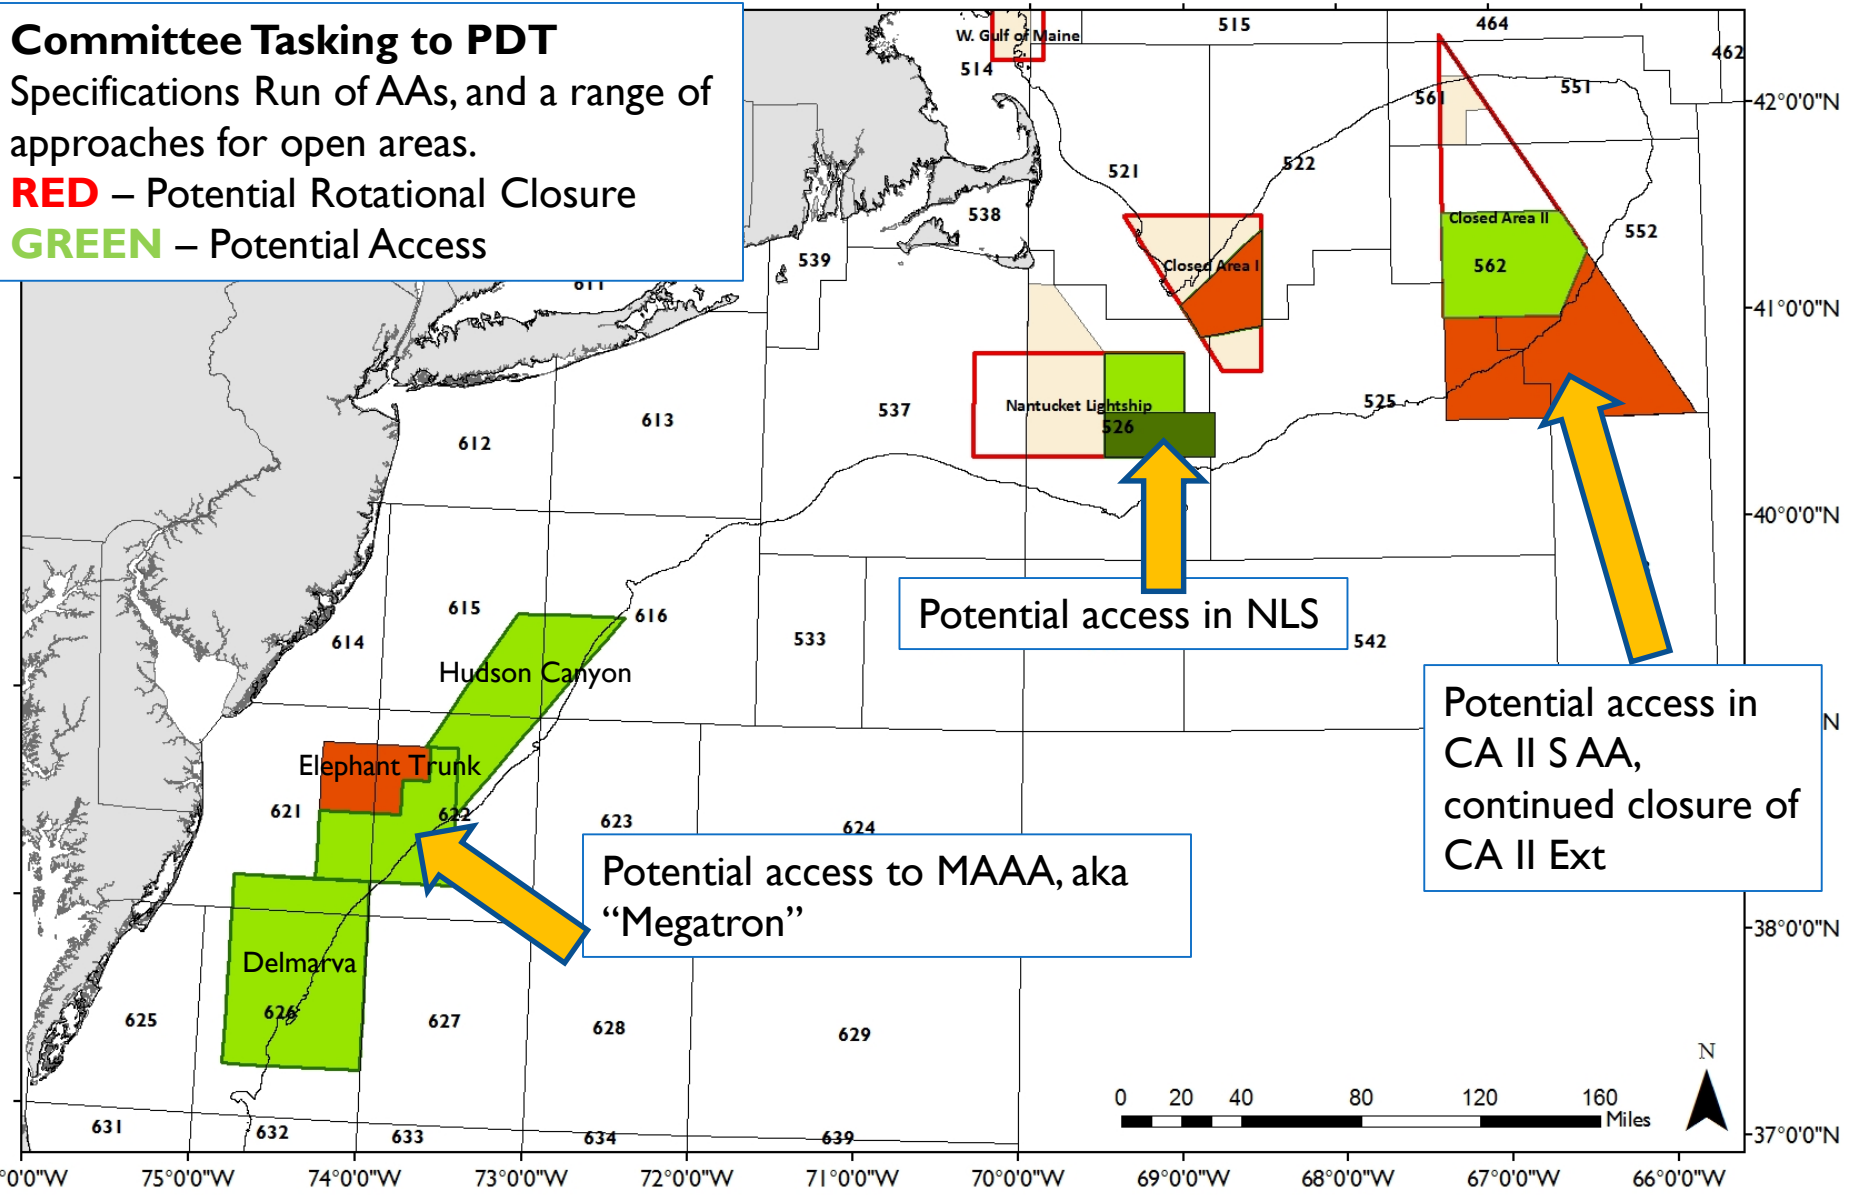 Committee Tasking to PDT
Specifications Run of AAs, and a range of
approaches for open areas.
RED – Potential Rotational Closure
GREEN – Potential Access
W. Gulf of Maine
515
464
462
514
561
551
42°0'0"N
521
522
538
Closed Area II
552
539
Closed Area I
562
611
41°0'0"N
Nantucket Lightship
525
537
526
613
612
40°0'0"N
Potential access in NLS
615
616
614
533
542
Hudson Canyon
Potential access in
CA II S AA,
continued closure of
CA II Ext
N
Elephant Trunk
621
622
623
624
Potential access to MAAA, aka
“Megatron”
38°0'0"N
Delmarva
626
625
627
628
629
N
0 20 40 80 120 160
Miles
631
632
633
634
639
37°0'0"N
°0'0"W 75°0'0"W 74°0'0"W 73°0'0"W 72°0'0"W 71°0'0"W 70°0'0"W 69°0'0"W 68°0'0"W 67°0'0"W 66°0'0"W